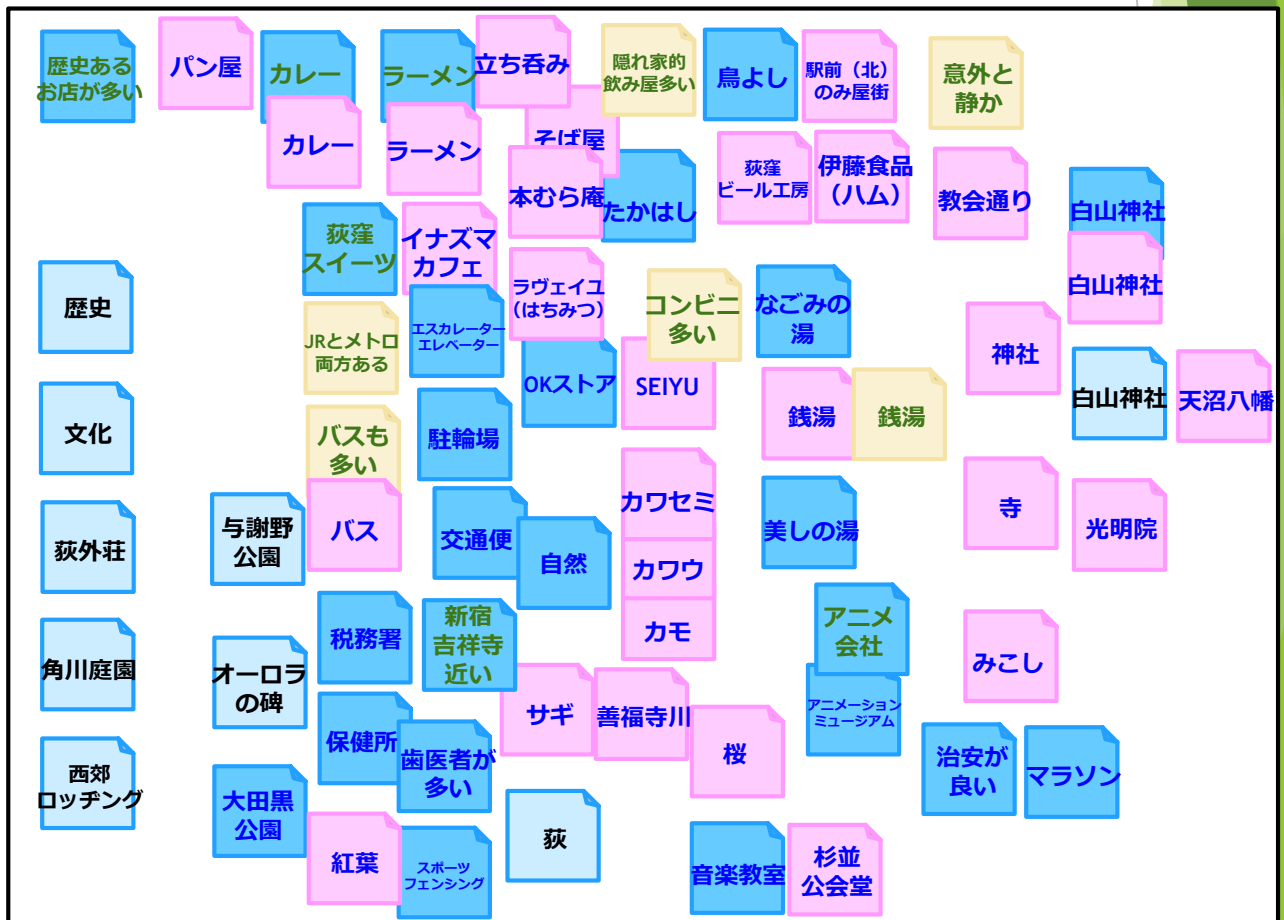 歴史ある
お店が多い
パン屋
カレー
ラーメン
立ち呑み
隠れ家的
飲み屋多い
鳥よし
駅前（北）
のみ屋街
意外と
静か
カレー
ラーメン
そば屋
本むら庵
たかはし
荻窪
ビール工房
伊藤食品
（ハム）
教会通り
白山神社
荻窪
スイーツ
イナズマ
カフェ
ラヴェイユ
（はちみつ）
コンビニ
多い
なごみの
湯
白山神社
歴史
JRとメトロ
両方ある
エスカレーター
エレベーター
OKストア
SEIYU
神社
白山神社
天沼八幡
文化
バスも
多い
駐輪場
銭湯
銭湯
荻外荘
与謝野
公園
バス
交通便
自然
カワセミ
カワウ
カモ
美しの湯
寺
光明院
角川庭園
オーロラ
の碑
税務署
新宿
吉祥寺
近い
アニメ
会社
みこし
西郊
ロッヂング
保健所
歯医者が
多い
サギ
善福寺川
桜
アニメーション
ミュージアム
治安が
良い
マラソン
大田黒
公園
紅葉
スポーツ
フェンシング
荻
音楽教室
杉並
公会堂